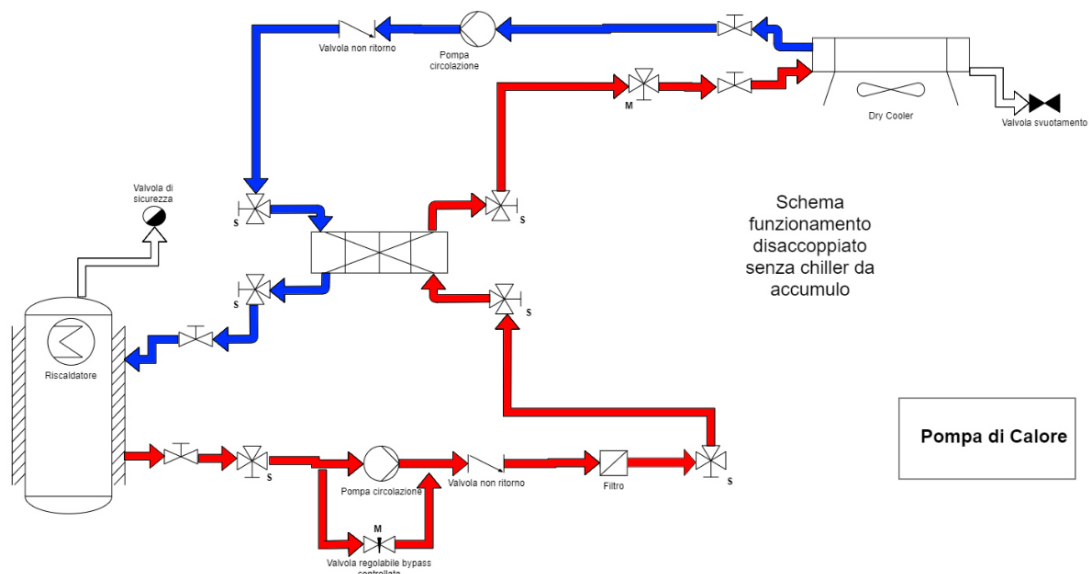 Valvola non ritorno
Pompa
circolazione
M
Dry Cooler
Valvola svuotamento
Valvola di
sicurezza
S
S
Schema
funzionamento
disaccoppiato
senza chiller da
accumulo
S
S
Riscaldatore
Pompa di Calore
S
Pompa circolazione
Valvola non ritorno
Filtro
S
M
Valvola regolabile bypass
controllata